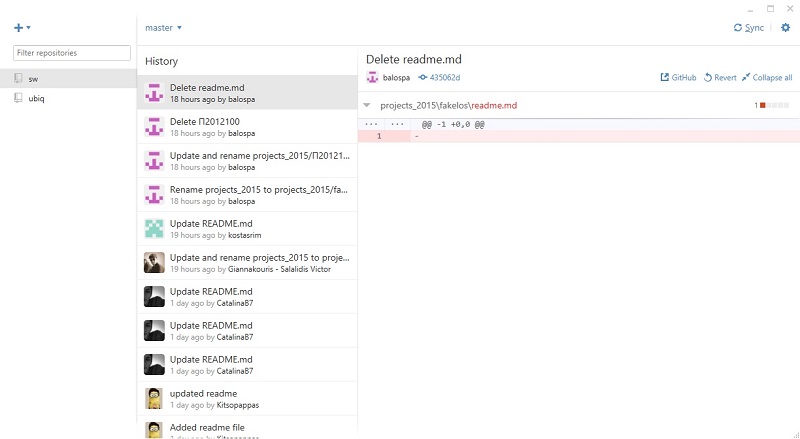 master
Sync
Filter repositories
sw
ubiq
History
Delete readme.md
18 hours ago by balospa
Delete Π2012100
18 hours ago by balospa
Update and rename projects_2015/Π20121...
18 hours ago by balospa
Rename projects_2015 to projects_2015/fa...
18 hours ago by balospa
Update README.md
19 hours ago by kostasrim
Update and rename projects_2015 to proje...
19 hours ago by Giannakouris - Salalidis Victor
Update README.md
1 day ago by CatalinaB7
Update README.md
1 day ago by CatalinaB7
Update README.md
1 day ago by CatalinaB7
updated readme
1 day ago by Kitsopappas
Added readme file
1 day ago by Kitsopappas
Delete readme.md
balospa 435062d GitHub Revert Collapse all
projects_2015\fakelos\readme.md 1
... ... @@ -1 +0,0 @@
1 -